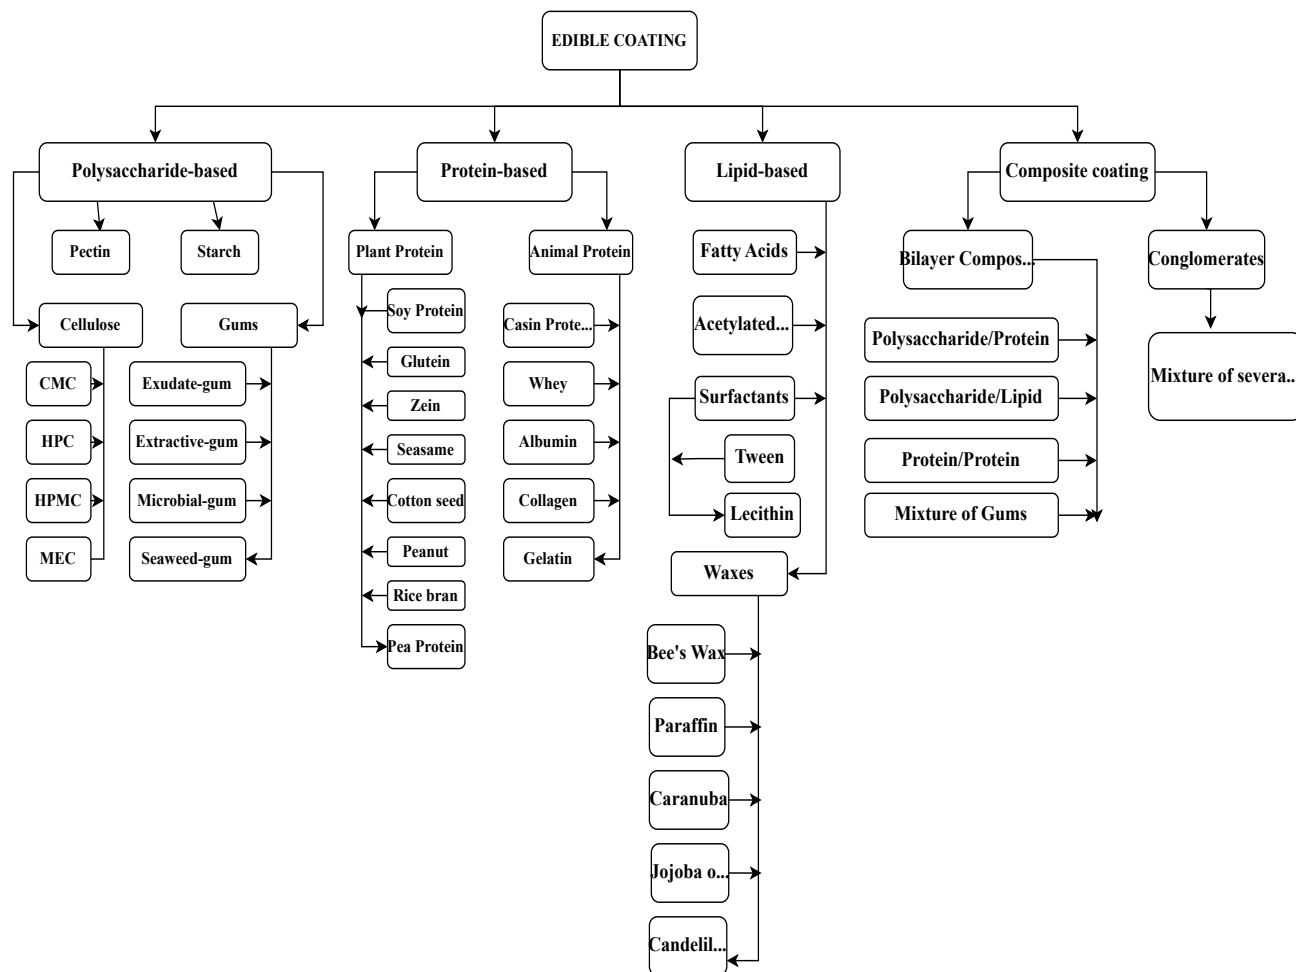 EDIBLE COATING
Polysaccharide-based
Protein-based
Lipid-based
Composite coating
Pectin
Starch
Plant Protein
Animal Protein
Fatty Acids
Bilayer Compos...
Conglomerates
Cellulose
Gums
Soy Protein
Casin Prote...
Acetylated...
Polysaccharide/Protein
Mixture of severa...
CMC
Exudate-gum
Glutein
Whey
Surfactants
Polysaccharide/Lipid
Zein
HPC
Extractive-gum
Seasame
Albumin
Tween
Protein/Protein
HPMC
Microbial-gum
Cotton seed
Collagen
Lecithin
Mixture of Gums
MEC
Seaweed-gum
Peanut
Gelatin
Waxes
Rice bran
Pea Protein
Bee's Wax
Paraffin
Caranuba
Jojoba o...
Candelil...